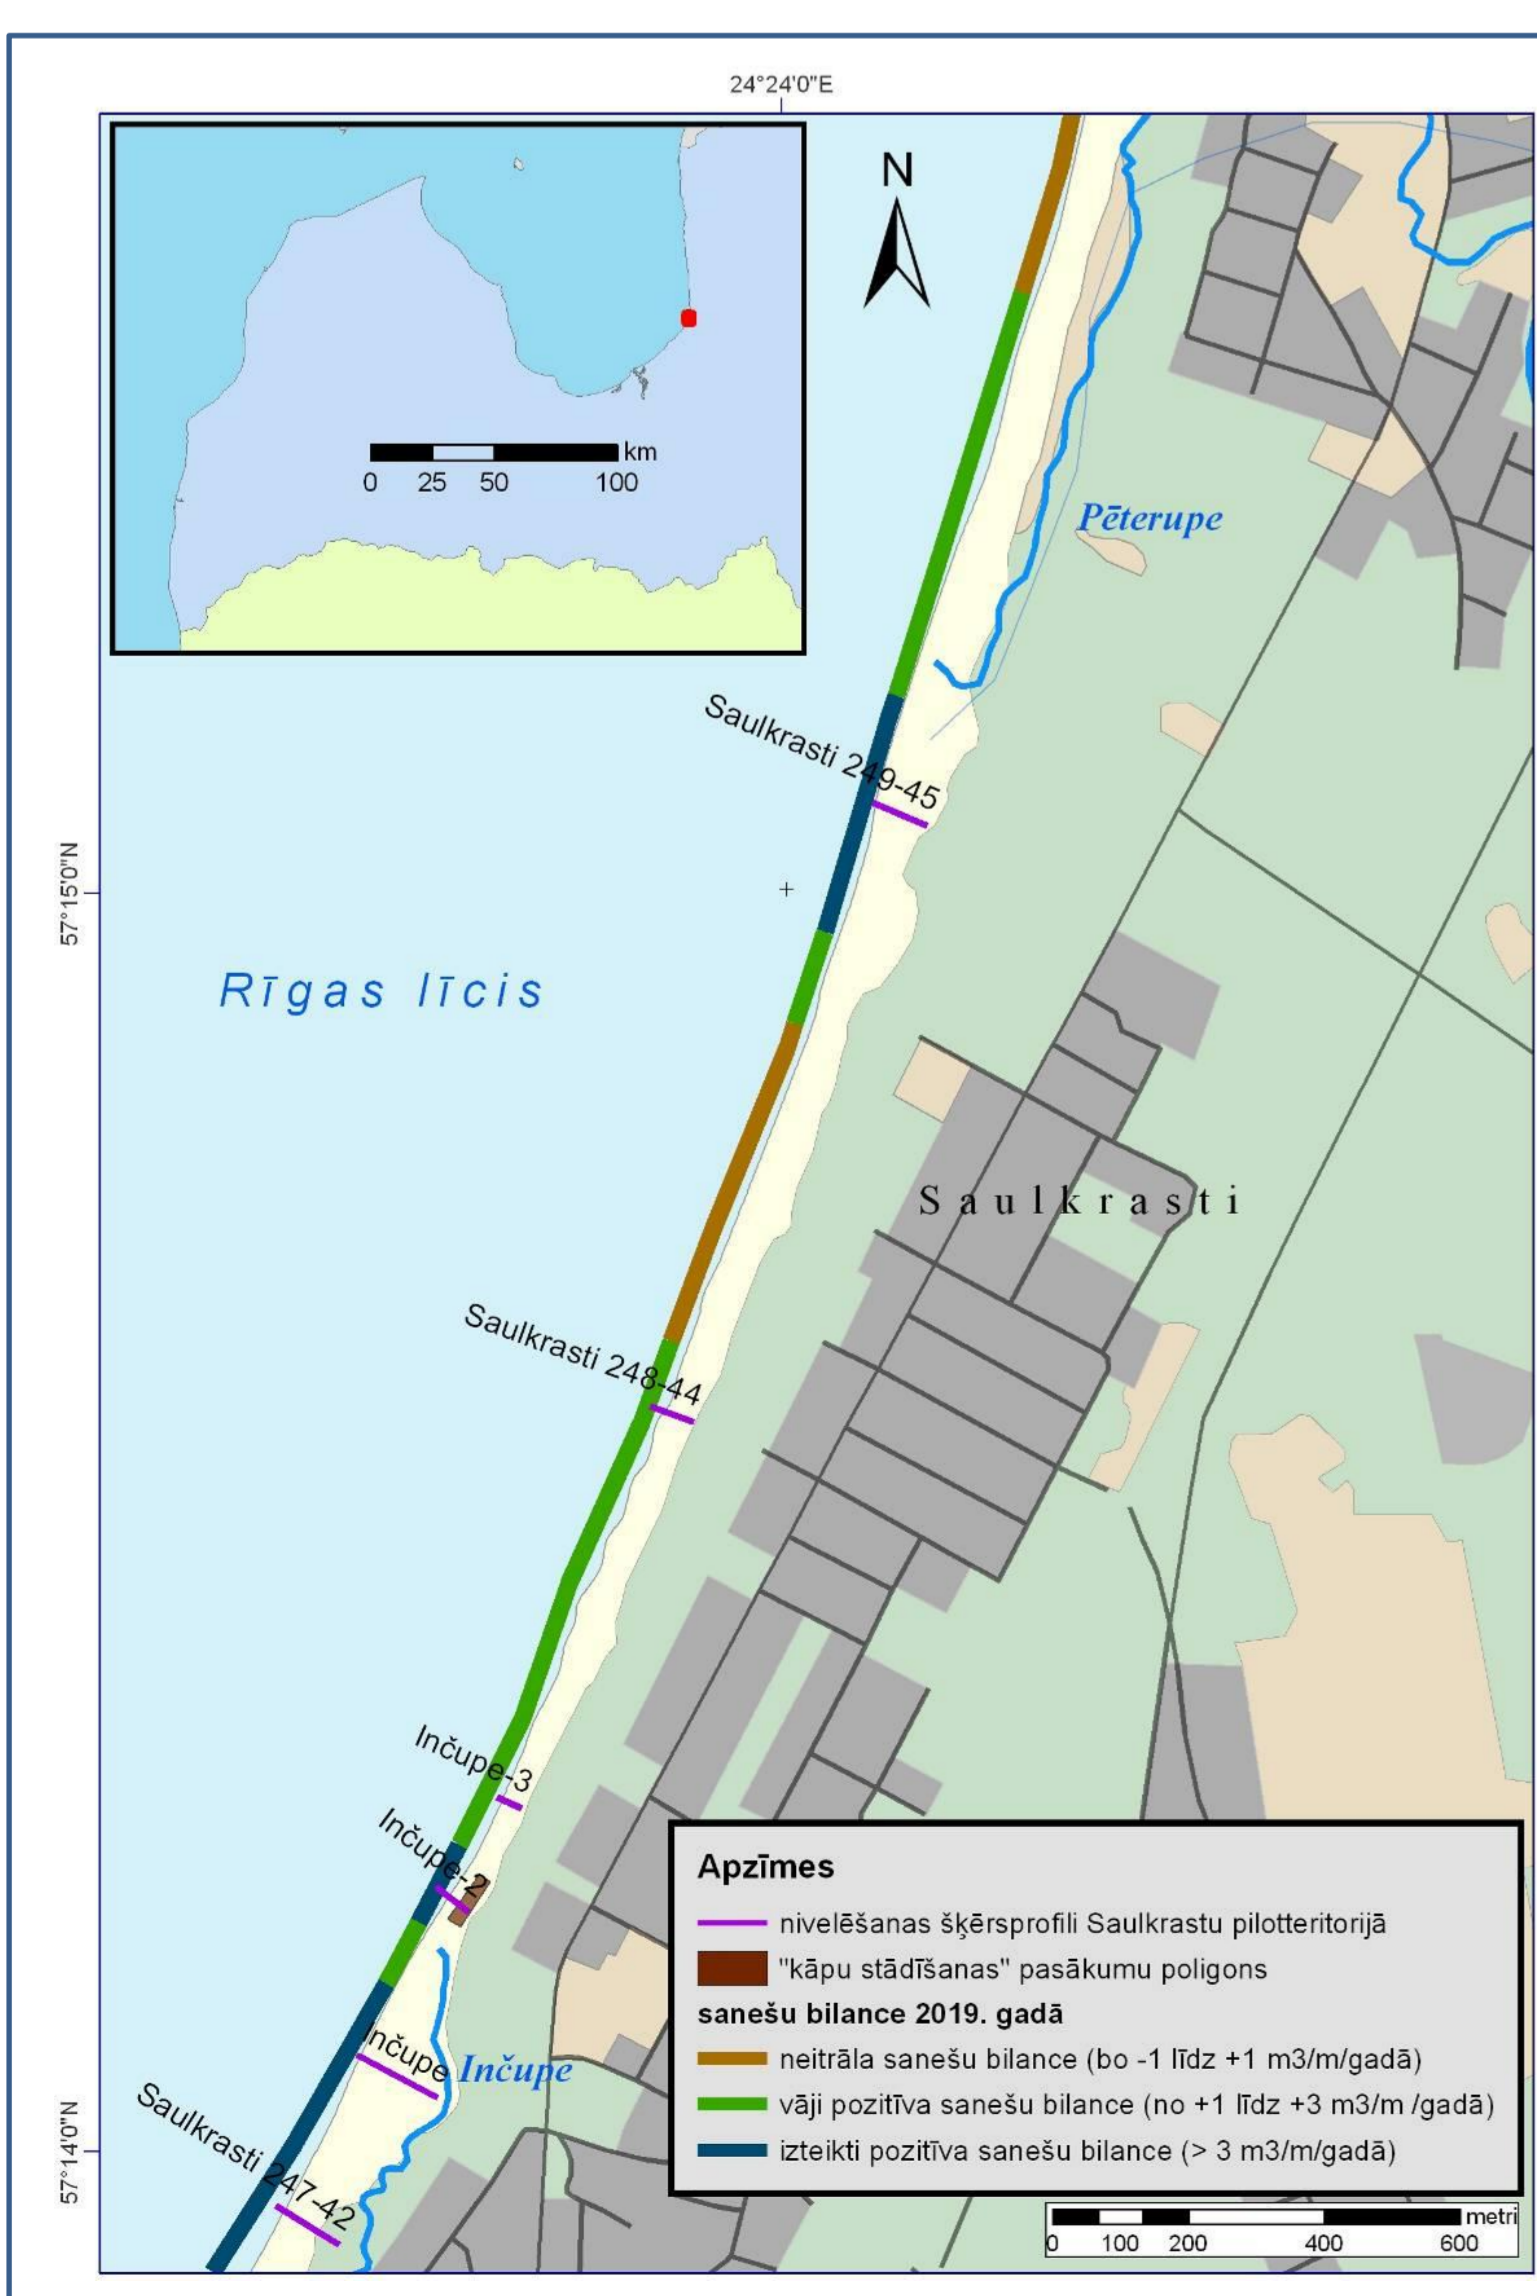 24°24'0"E
N
km
0 25 50 100
Pēterupe
Saulkrasti 249-45
57°15'0"N
Rīgas līcis
Saulkrasti
Saulkrasti 248-44
Inčupe-3
Inčupe-2
Inčupe
Inčupe
Saulkrasti 247-42
57°14'0"N
Apzīmes
nivelēšanas šķērsprofili Saulkrastu pilotteritorijā
"kāpu stādīšanas" pasākumu poligons
sanešu bilance 2019. gadā
neitrāla sanešu bilance (bo -1 līdz +1 m3/m/gadā)
vāji pozitīva sanešu bilance (no +1 līdz +3 m3/m /gadā)
izteikti pozitīva sanešu bilance (> 3 m3/m/gadā)
metri
0 100 200 400 600